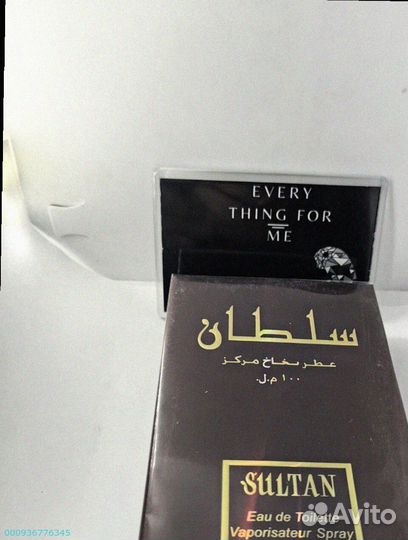 EVERY
THING FOR
ME
سلطان
عطر بخاخ مركز
١٠٠ م.ل.
SULTAN
Eau de Toilette
Vaporisateur Spray
Avito
000936776345